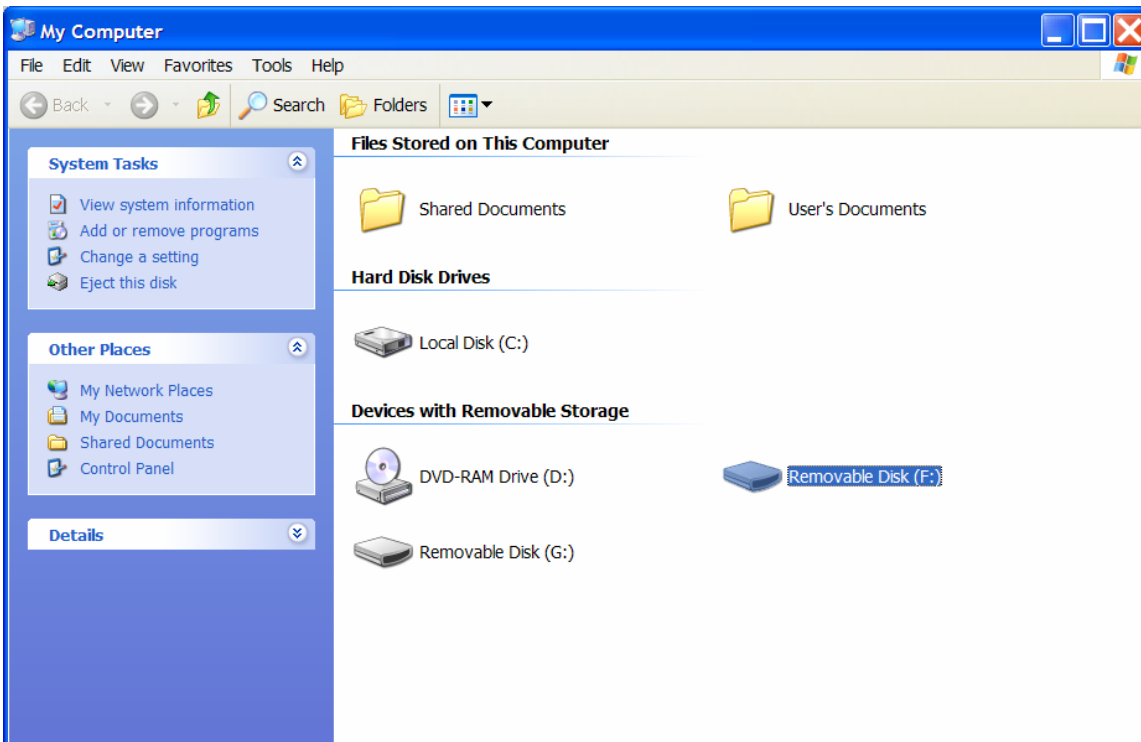 My Computer
File Edit View Favorites Tools Help
Back Search Folders
System Tasks
View system information
Add or remove programs
Change a setting
Eject this disk
Other Places
My Network Places
My Documents
Shared Documents
Control Panel
Details
Files Stored on This Computer
Shared Documents User's Documents
Hard Disk Drives
Local Disk (C:)
Devices with Removable Storage
DVD-RAM Drive (D:) Removable Disk (F:)
Removable Disk (G:)